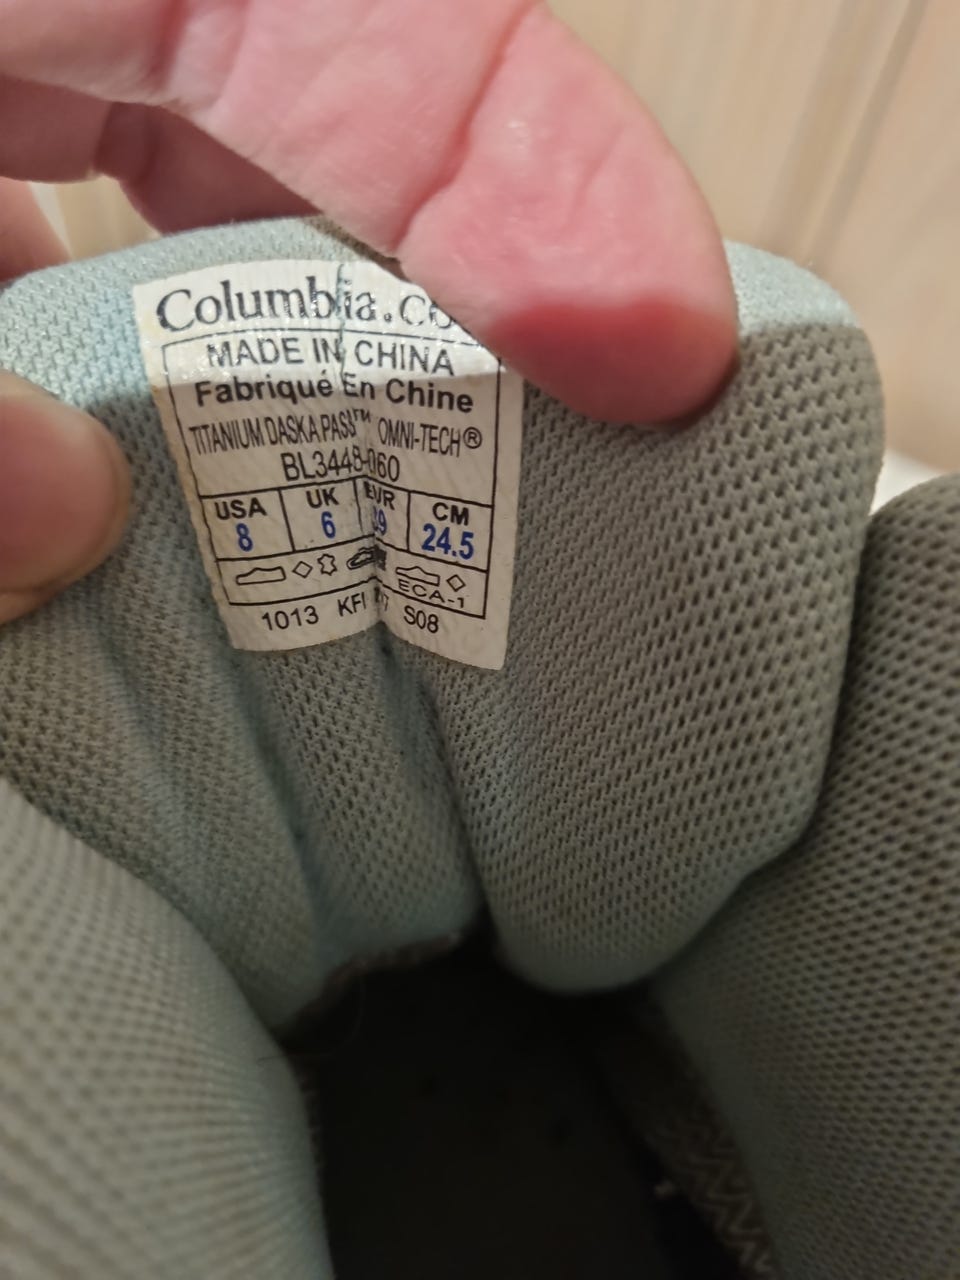 Columbia.Co
MADE IN CHINA
Fabriqué En Chine
TITANIUM DASKA PASS™ OMNI-TECH®
BL3448-060
USA UK EUR CM
8 6 39 24.5
ECA-1
1013 KFI S08